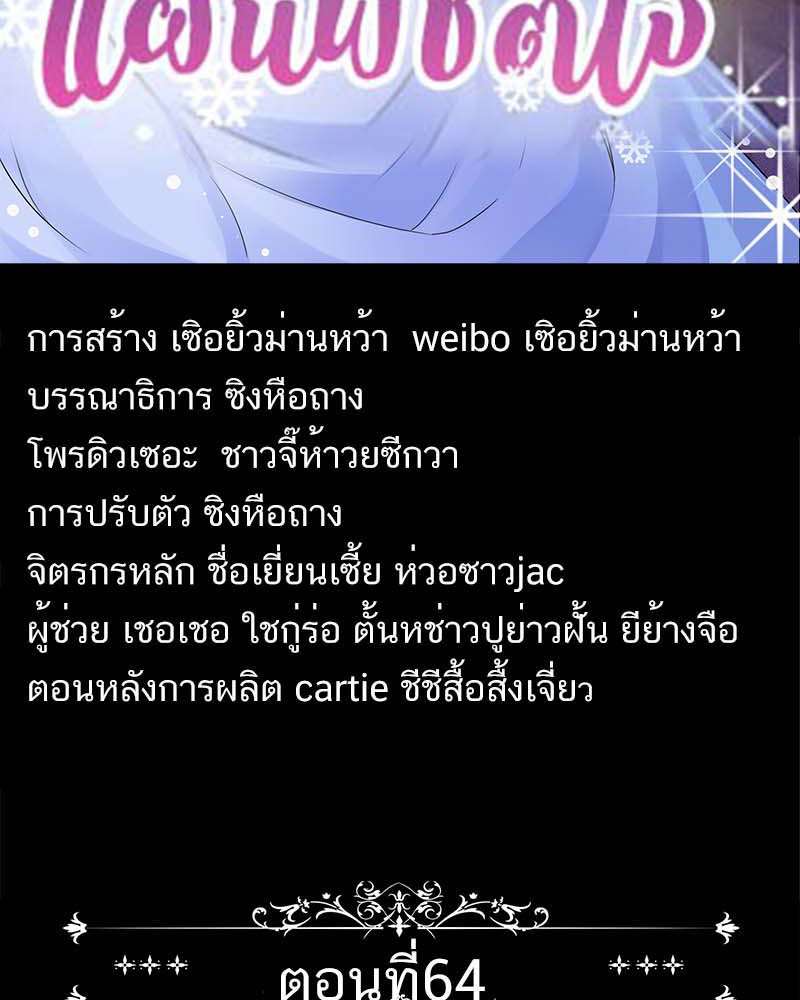 แผนพิชิตใจ
การสร้าง เซิอยิ้วม่านหว้า weibo เซิอยิ้วม่านหว้า
บรรณาธิการ ซิงหือถาง
โพรดิวเซอะ ชาวจี๊ห้าวยซีกวา
การปรับตัว ซิงหือถาง
จิตรกรหลัก ชื่อเยี่ยนเซี้ย ห่วอซาวjac
ผู้ช่วย เชอเชอ ใชกู่ร่อ ตั้นหช่าวปูย่าวฝั้น ยีย้างจือ
ตอนหลังการผลิต cartie ชีชีสื้อสิ้งเจี่ยว
ตอนที่64